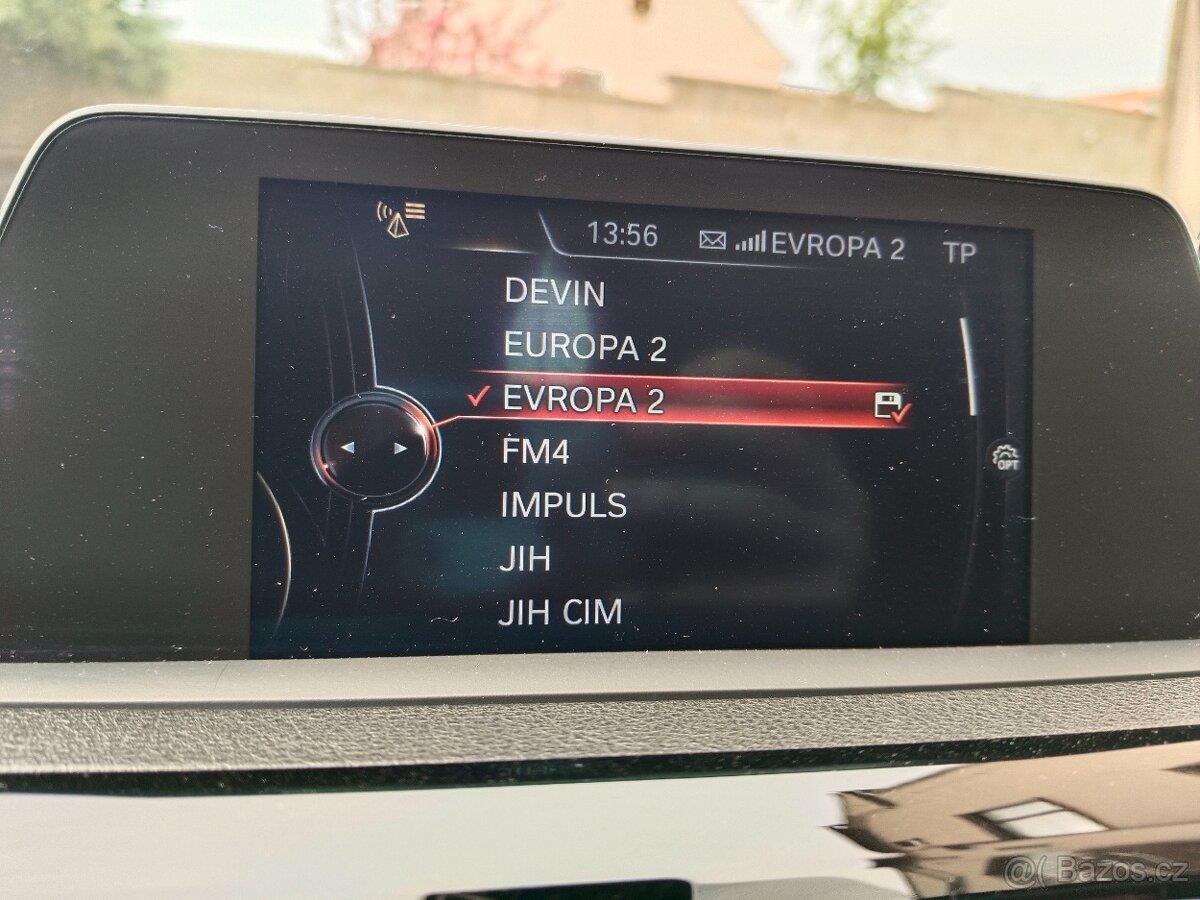 13:56 EVROPA 2 TP
DEVIN
EUROPA 2
EVROPA 2
FM4
OPT
IMPULS
JIH
JIH CIM
Bazos.cz